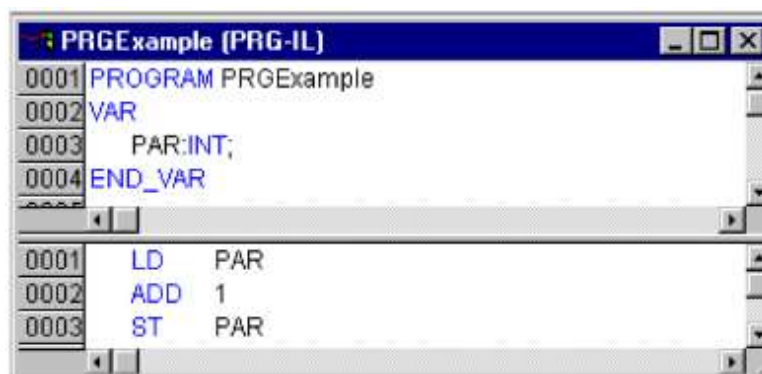 PRGExample (PRG-IL)
0001 PROGRAM PRGExample
0002 VAR
0003 PAR:INT;
0004 END_VAR
0001 LD PAR
0002 ADD 1
0003 ST PAR